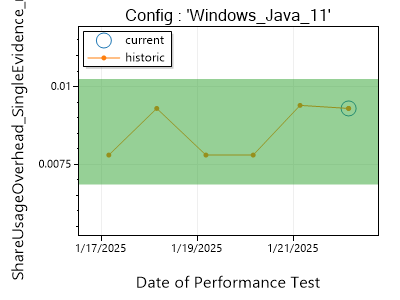 Config : 'Windows_Java_11'
current
historic
0.01
0.0075
ShareUsageOverhead_SingleEvidence_
1/17/2025
1/19/2025
1/21/2025
Date of Performance Test